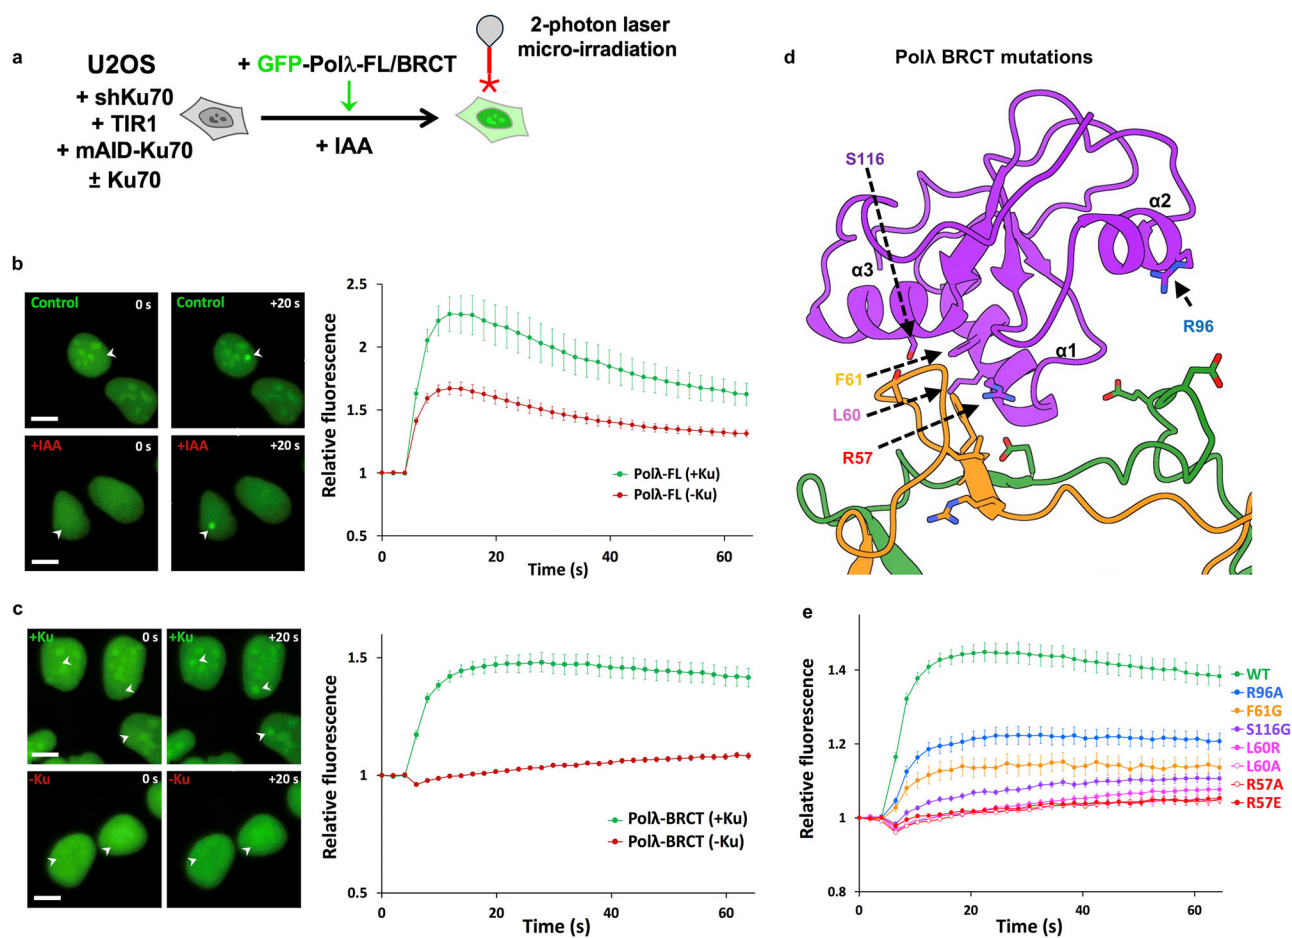 a
U2OS
+ shKu70
+ TIR1
+ mAID-Ku70
± Ku70
+ GFP-Polλ-FL/BRCT
+ IAA
2-photon laser
micro-irradiation
b
Control
0 s
Control
+20 s
+IAA
0 s
+IAA
+20 s
Relative fluorescence
2.5
2
1.5
1
0.5
Polλ-FL (+Ku)
Polλ-FL (-Ku)
0
20
40
60
Time (s)
c
+Ku
0 s
+Ku
+20 s
-Ku
0 s
-Ku
+20 s
Relative fluorescence
1.5
1
0.5
Polλ-BRCT (+Ku)
Polλ-BRCT (-Ku)
0
20
40
60
Time (s)
d
Polλ BRCT mutations
S116
α2
α3
R96
α1
F61
L60
R57
e
Relative fluorescence
1.4
1.2
1.0
0.8
WT
R96A
F61G
S116G
L60R
L60A
R57A
R57E
0
20
40
60
Time (s)